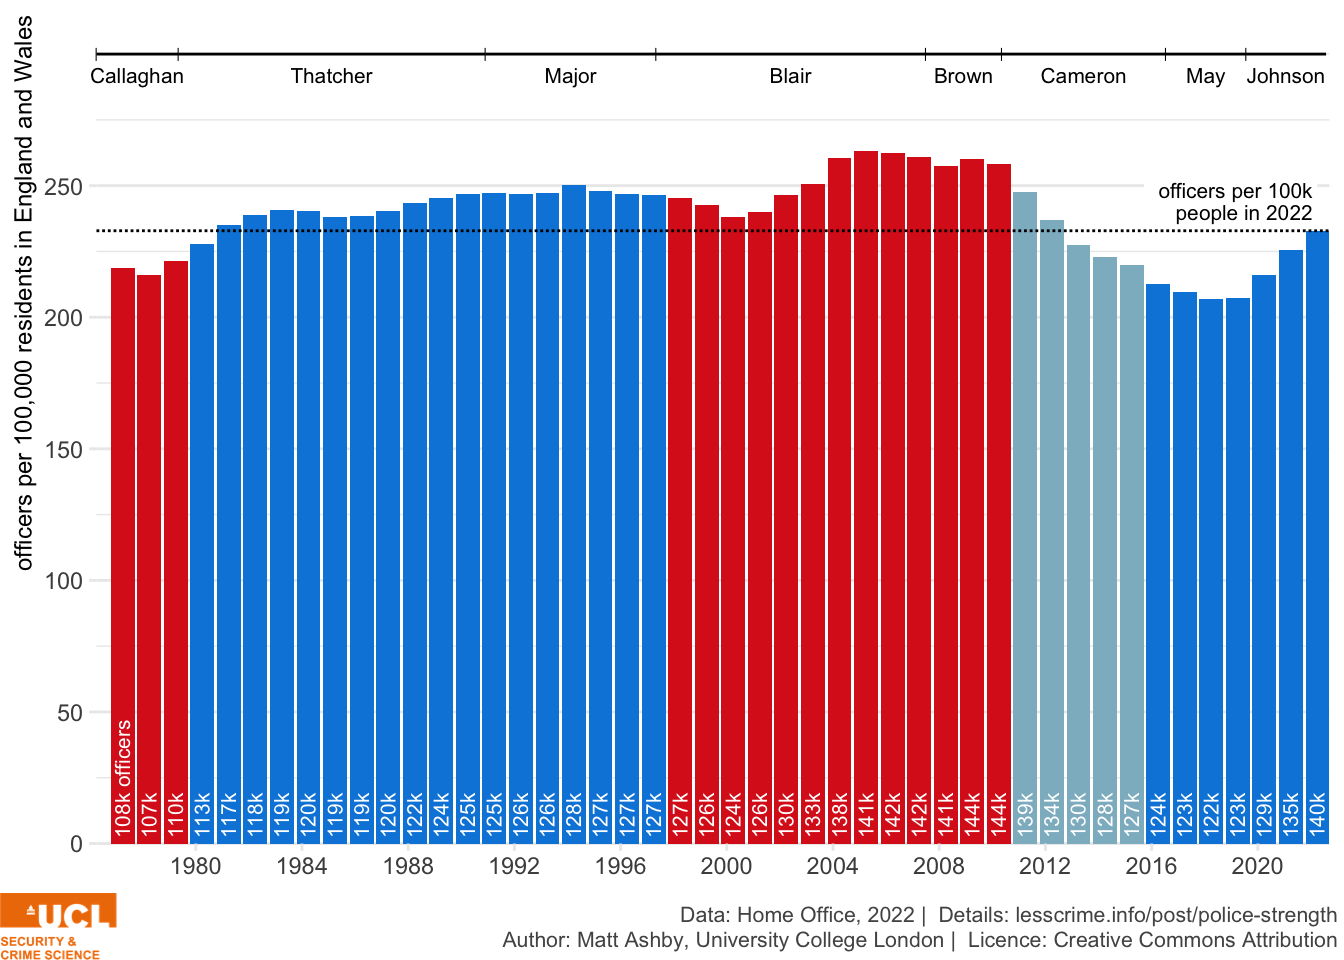 Callaghan Thatcher Major Blair Brown Cameron May Johnson
officers per 100,000 residents in England and Wales
250
200
150
100
50
0
officers per 100k
people in 2022
108k officers
107k
110k
113k
117k
118k
119k
120k
119k
119k
120k
122k
124k
125k
125k
126k
126k
128k
127k
127k
127k
127k
126k
124k
126k
130k
133k
138k
141k
142k
142k
141k
144k
144k
139k
134k
130k
128k
127k
124k
123k
122k
123k
129k
135k
140k
1980 1984 1988 1992 1996 2000 2004 2008 2012 2016 2020
UCL
SECURITY &
CRIME SCIENCE
Data: Home Office, 2022 | Details: lesscrime.info/post/police-strength
Author: Matt Ashby, University College London | Licence: Creative Commons Attribution